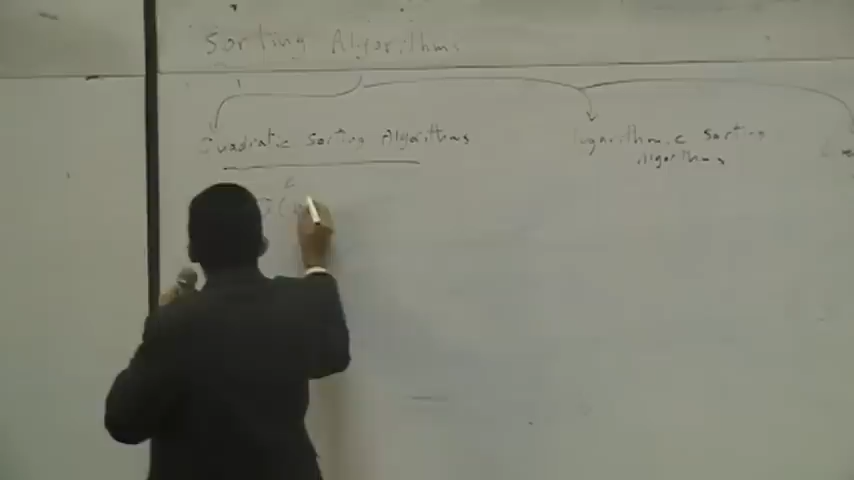 Sorting Algorithms
Quadratic Sorting Algorithms
logarithmic sorting
Algorithms
O(n